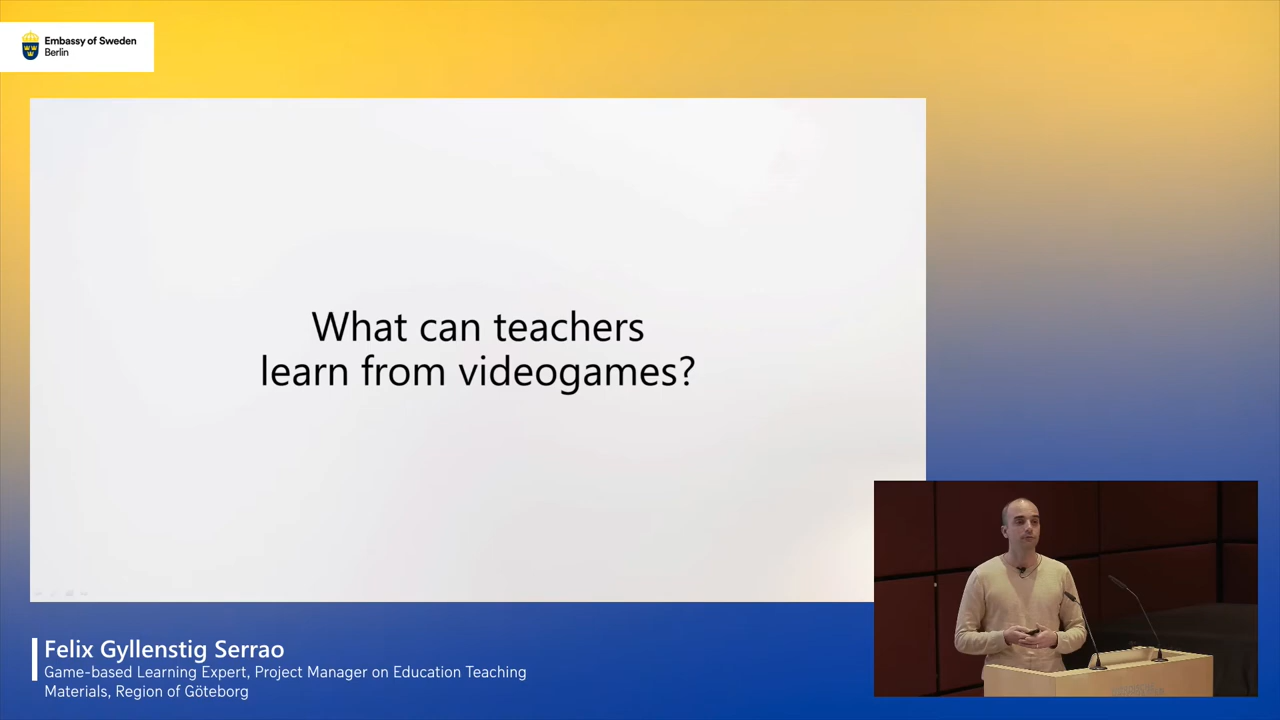 Embassy of Sweden
Berlin
What can teachers
learn from videogames?
Felix Gyllenstig Serrao
Game-based Learning Expert, Project Manager on Education Teaching
Materials, Region of Göteborg